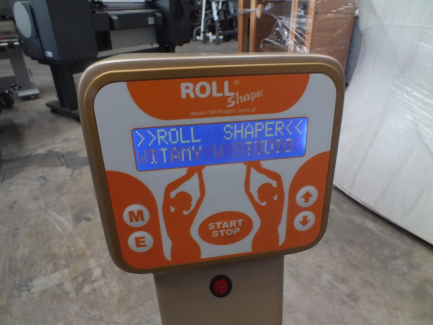 ROLL®
Shaper
www.roll-shaper.com.pl
>>ROLL SHAPER<<
WITAMY W STUDIO
M
E
START
STOP